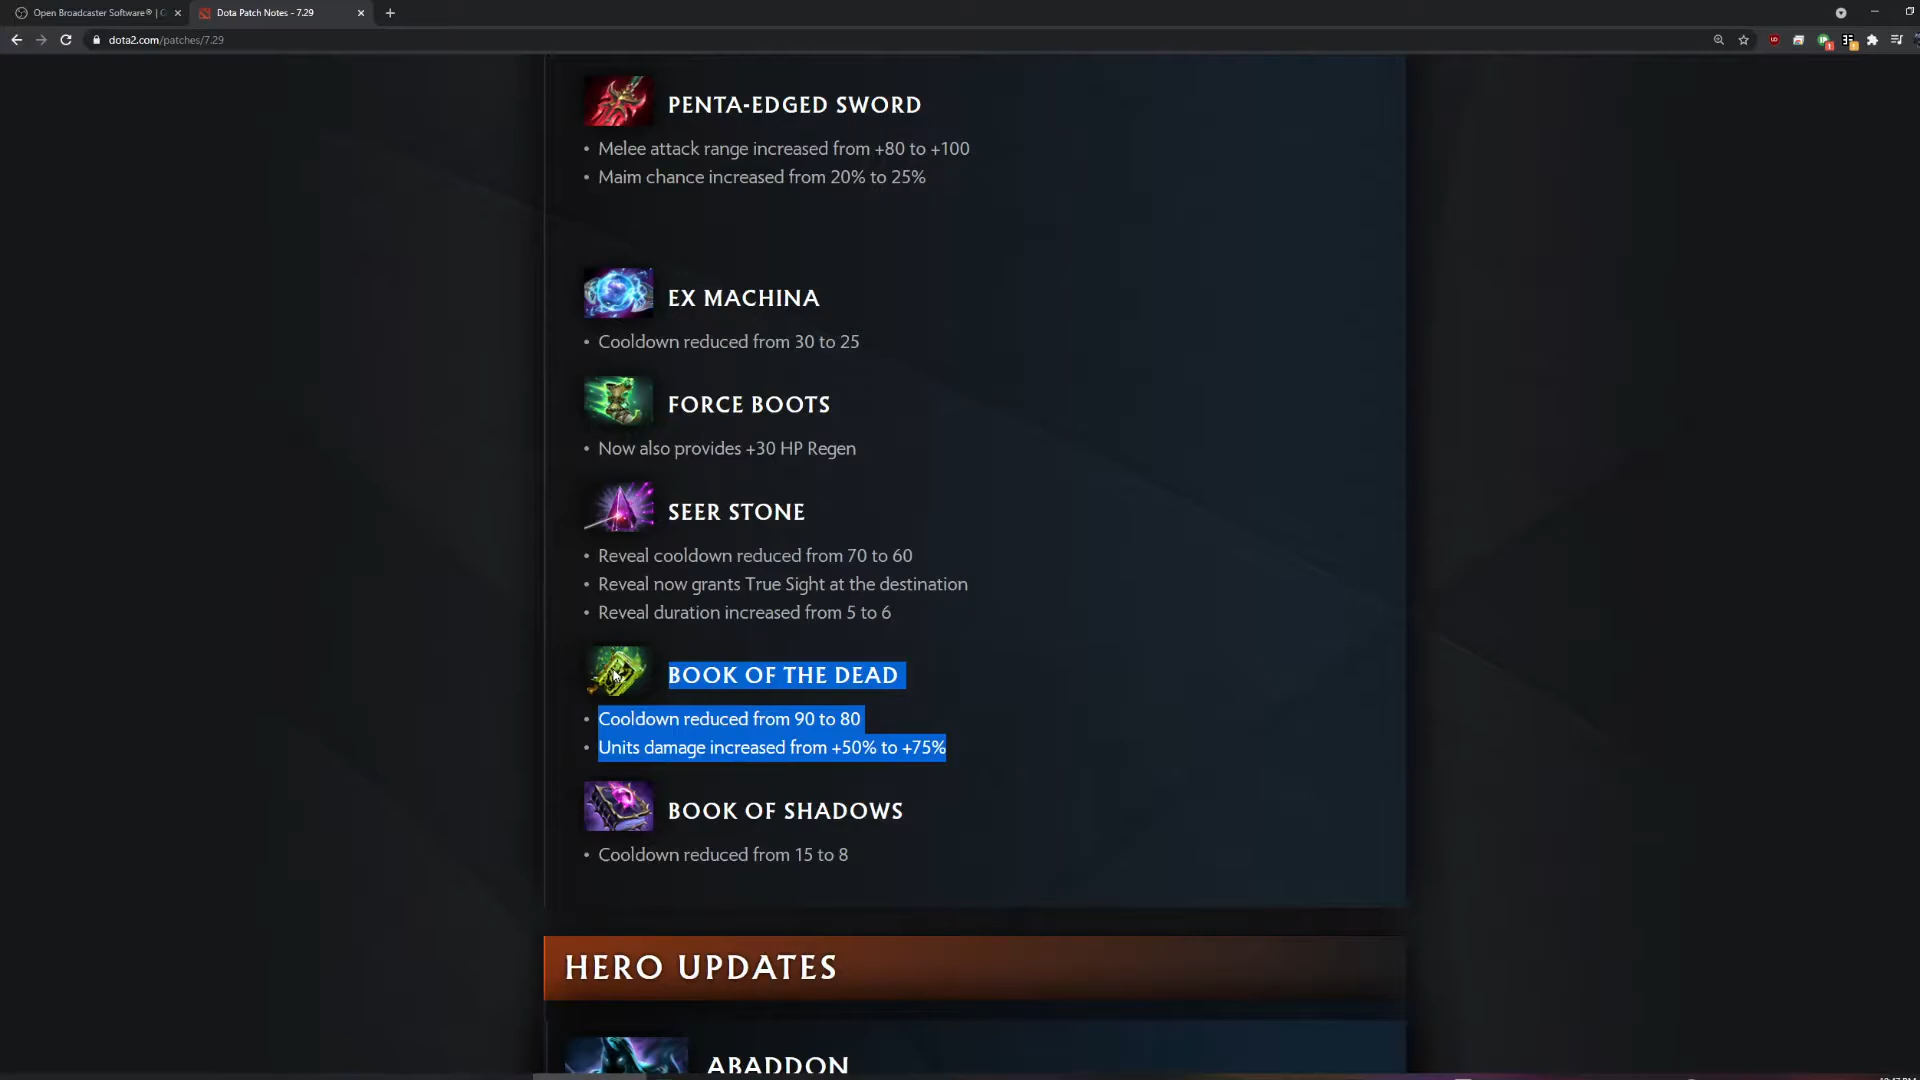 Open Broadcaster Software® |
Dota Patch Notes - 7.29
dota2.com/patches/7.29
PENTA-EDGED SWORD
• Melee attack range increased from +80 to +100
• Maim chance increased from 20% to 25%
EX MACHINA
• Cooldown reduced from 30 to 25
FORCE BOOTS
• Now also provides +30 HP Regen
SEER STONE
• Reveal cooldown reduced from 70 to 60
• Reveal now grants True Sight at the destination
• Reveal duration increased from 5 to 6
BOOK OF THE DEAD
• Cooldown reduced from 90 to 80
• Units damage increased from +50% to +75%
BOOK OF SHADOWS
• Cooldown reduced from 15 to 8
HERO UPDATES
ABADDON